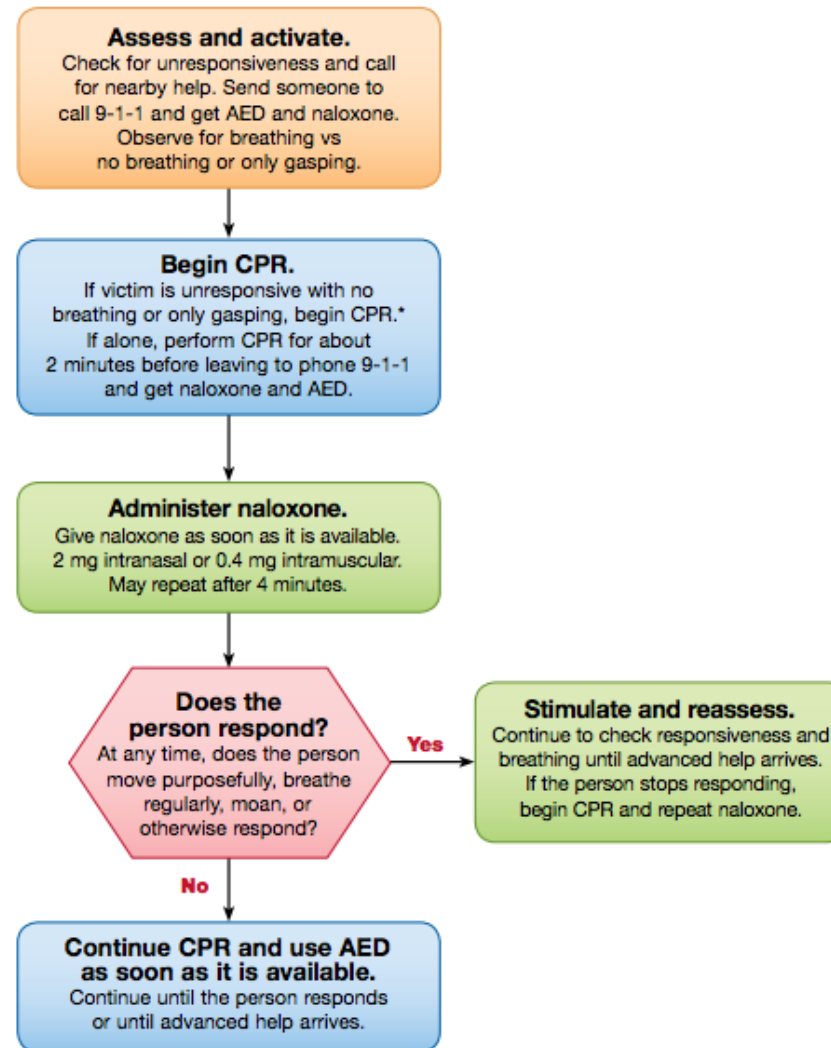 Assess and activate.
Check for unresponsiveness and call
for nearby help. Send someone to
call 9-1-1 and get AED and naloxone.
Observe for breathing vs
no breathing or only gasping.
Begin CPR.
If victim is unresponsive with no
breathing or only gasping, begin CPR.*
If alone, perform CPR for about
2 minutes before leaving to phone 9-1-1
and get naloxone and AED.
Administer naloxone.
Give naloxone as soon as it is available.
2 mg intranasal or 0.4 mg intramuscular.
May repeat after 4 minutes.
Does the
person respond?
At any time, does the person
move purposefully, breathe
regularly, moan, or
otherwise respond?
Yes
Stimulate and reassess.
Continue to check responsiveness and
breathing until advanced help arrives.
If the person stops responding,
begin CPR and repeat naloxone.
No
Continue CPR and use AED
as soon as it is available.
Continue until the person responds
or until advanced help arrives.